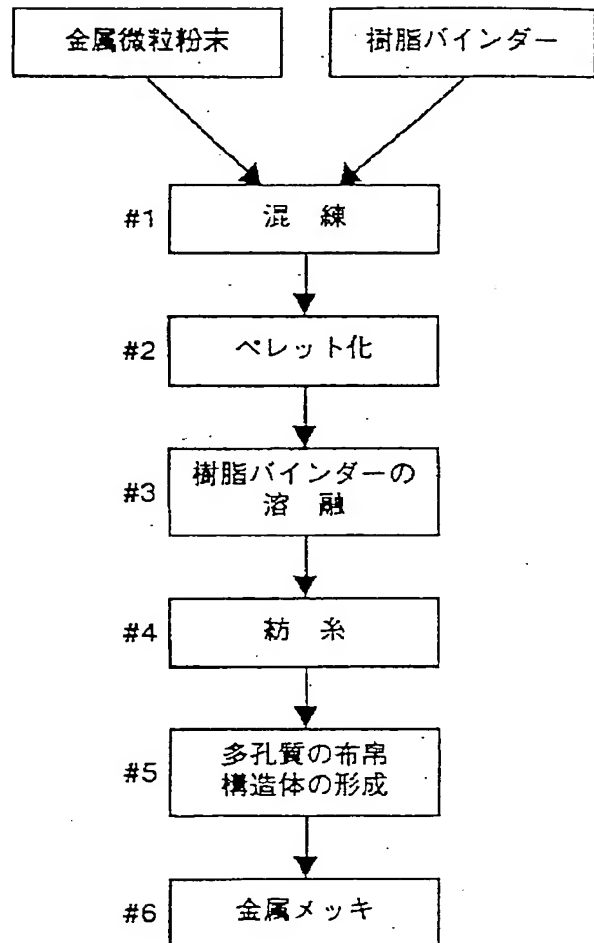 金属微粒粉末
樹脂バインダー
#1 混 練
#2 ペレット化
#3 樹脂バインダーの
溶 融
#4 紡 糸
#5 多孔質の布帛
構造体の形成
#6 金属メッキ